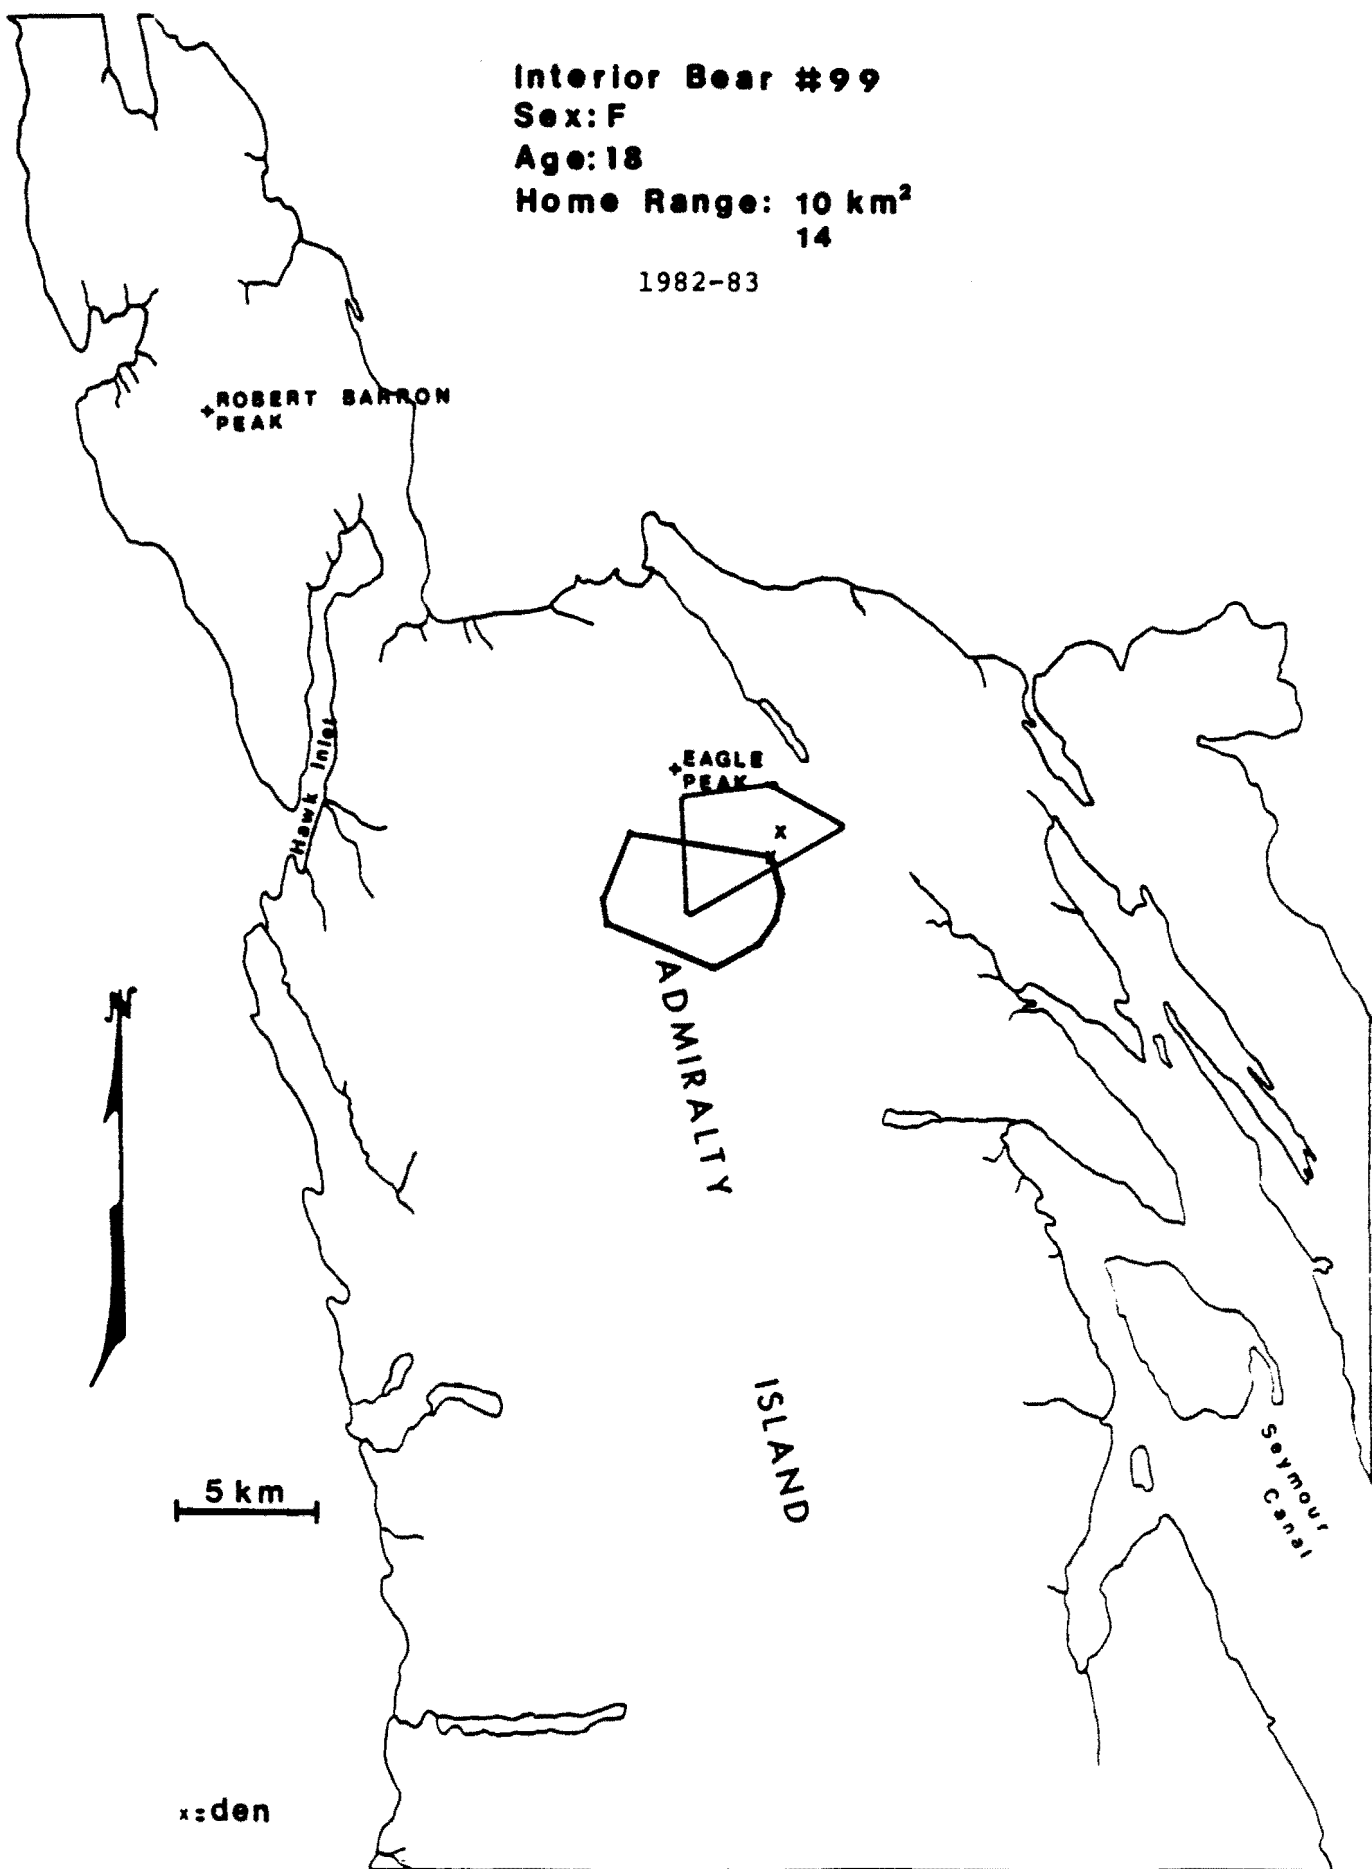 Interior Bear #99
Sex: F
Age: 18
Home Range: 10 km²
14
1982-83
ROBERT BARRON
PEAK
EAGLE
PEAK
Hawk Inlet
N
ADMIRALTY
ISLAND
Seymour
Canal
5 km
x=den